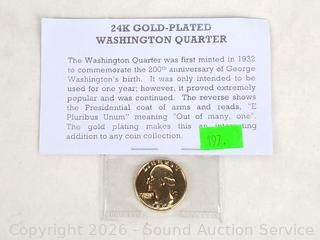 24K GOLD-PLATED
WASHINGTON QUARTER
The Washington Quarter was first minted in 1932
to commemorate the 200th anniversary of George
Washington's birth. It was only intended to be
used for one year; however, it proved extremely
popular and was continued. The reverse shows
the Presidential coat of arms and reads, "E
Pluribus Unum" meaning "Out of many, one".
The gold plating makes this an interesting
addition to any coin collection.
197.
LIBERTY
Copyright 2026 - Sound Auction Service